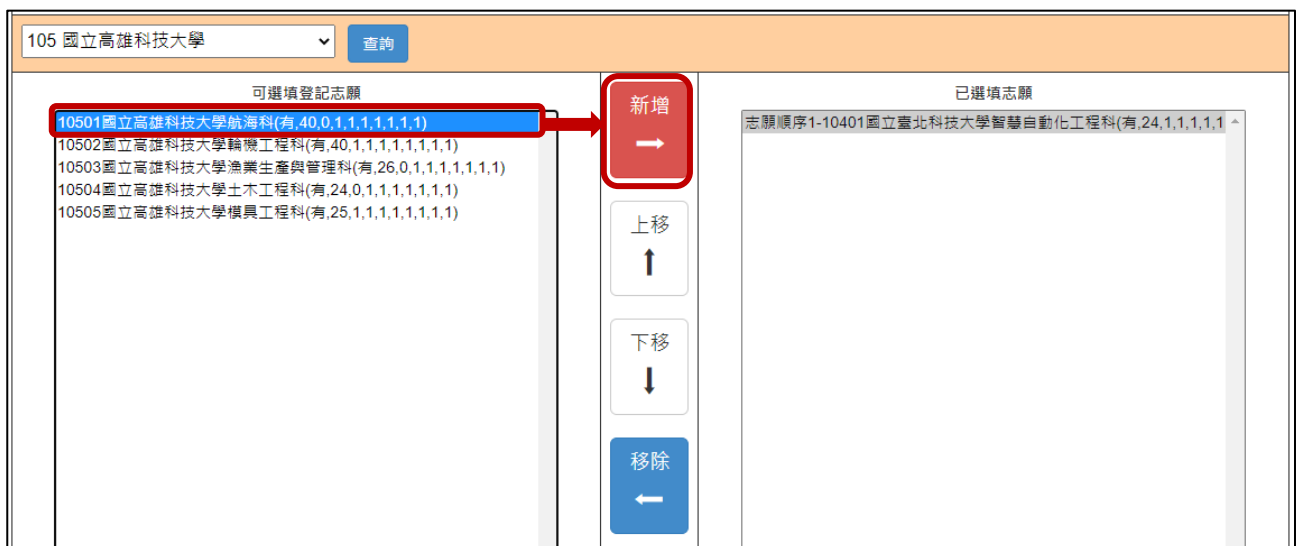 105 國立高雄科技大學
查詢
可選填登記志願
10501國立高雄科技大學航海科(有,40,0,1,1,1,1,1,1,1)
10502國立高雄科技大學輪機工程科(有,40,1,1,1,1,1,1,1,1)
10503國立高雄科技大學漁業生產與管理科(有,26,0,1,1,1,1,1,1,1)
10504國立高雄科技大學土木工程科(有,24,0,1,1,1,1,1,1,1)
10505國立高雄科技大學模具工程科(有,25,1,1,1,1,1,1,1,1)
新增
上移
下移
移除
已選填志願
志願順序1-10401國立臺北科技大學智慧自動化工程科(有,24,1,1,1,1,1